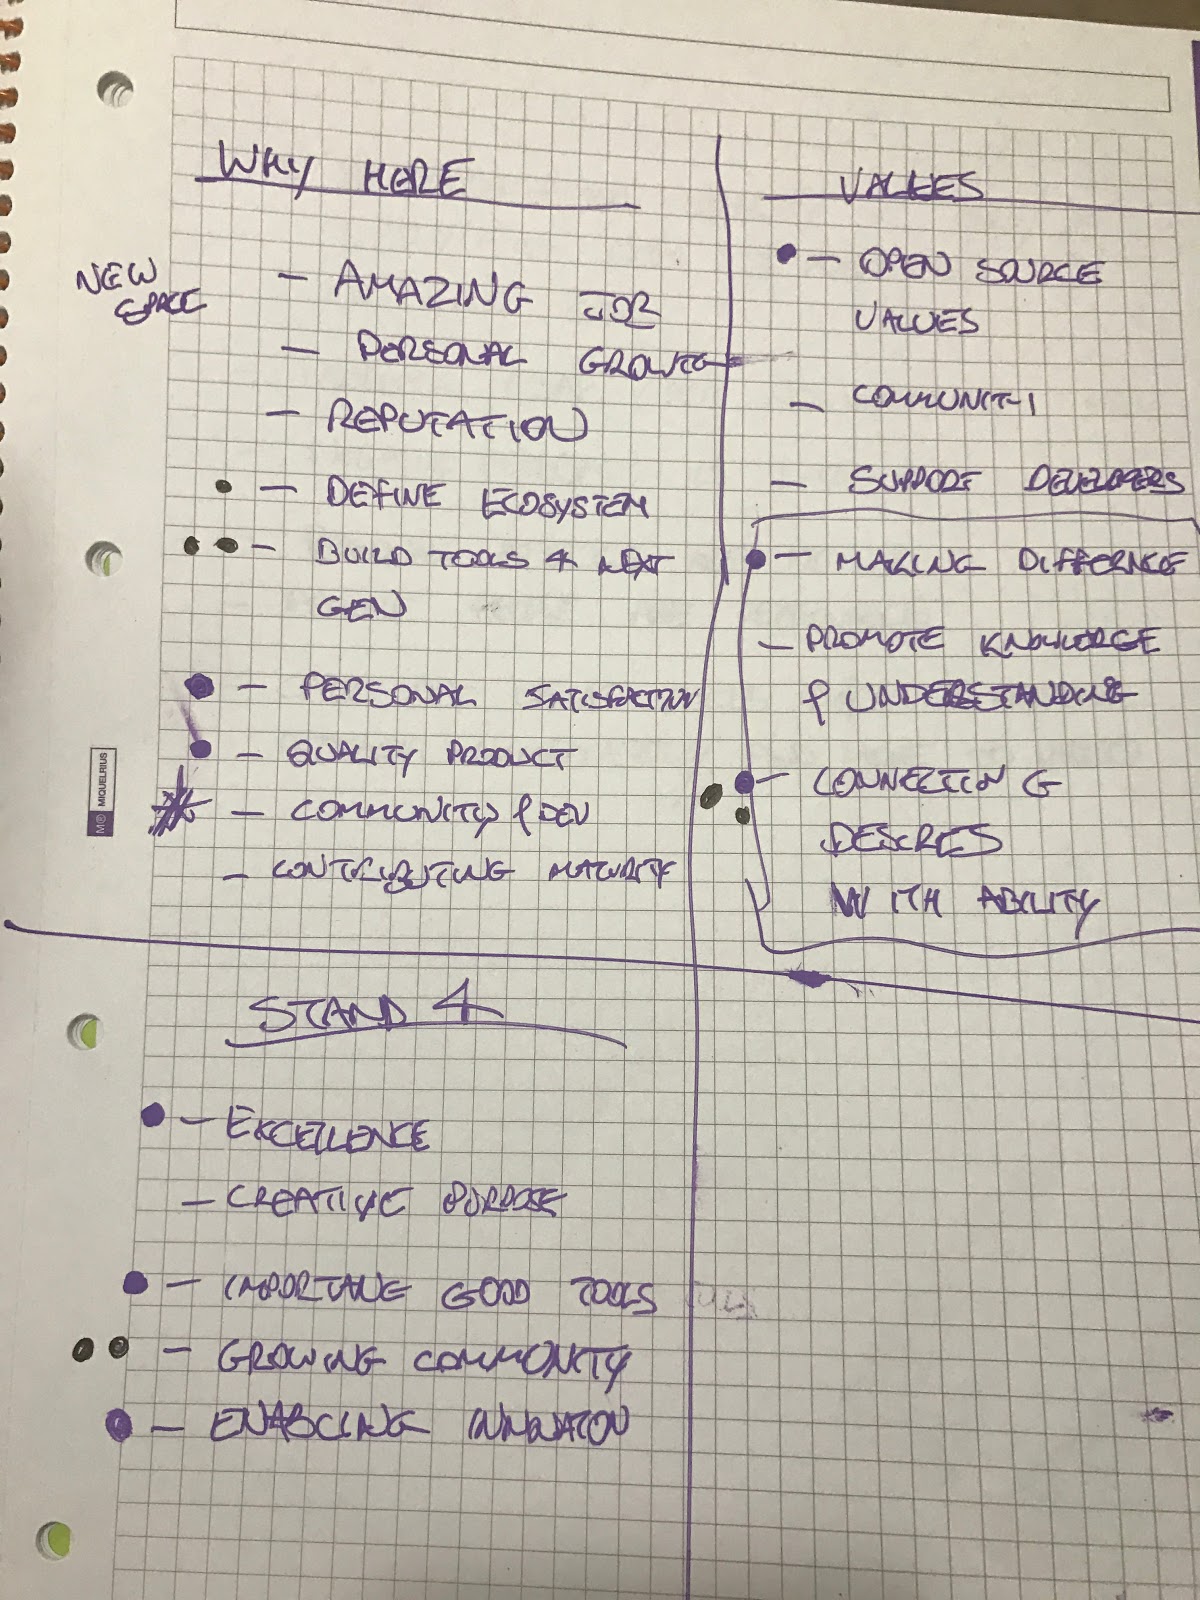 WHY HERE
NEW
SPACE
- AMAZING JOB
- PERSONAL GROWTH
- REPUTATION
• - DEFINE ECOSYSTEM
•• - BUILD TOOLS 4 NEXT
GEN
• - PERSONAL SATISFACTION
• - QUALITY PRODUCT
* - COMMUNITY & DEV
- CONTRIBUTING MATURITY
VALUES
• - OPEN SOURCE
VALUES
- COMMUNITY
- SUPPORT DEVELOPERS
• - MAKING DIFFERNCE
- PROMOTE KNOWLEDGE
& UNDERSTANDING
• - CONNECTING
DESIRES
WITH ABILITY
STAND 4
• - EXCELLENCE
- CREATIVE PURPOSE
• - IMPORTANCE GOOD TOOLS
•• - GROWING COMMUNITY
• - ENABLING INNOVATION
M® MIQUELRIUS